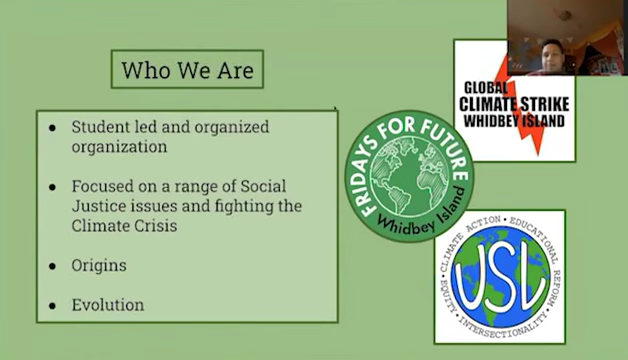 Who We Are
● Student led and organized
organization
● Focused on a range of Social
Justice issues and fighting the
Climate Crisis
● Origins
● Evolution
GLOBAL
CLIMATE STRIKE
WHIDBEY ISLAND
FRIDAYS FOR FUTURE
Whidbey Island
CLIMATE ACTION • EDUCATIONAL REFORM • INTERSECTIONALITY • EQUITY •
USL